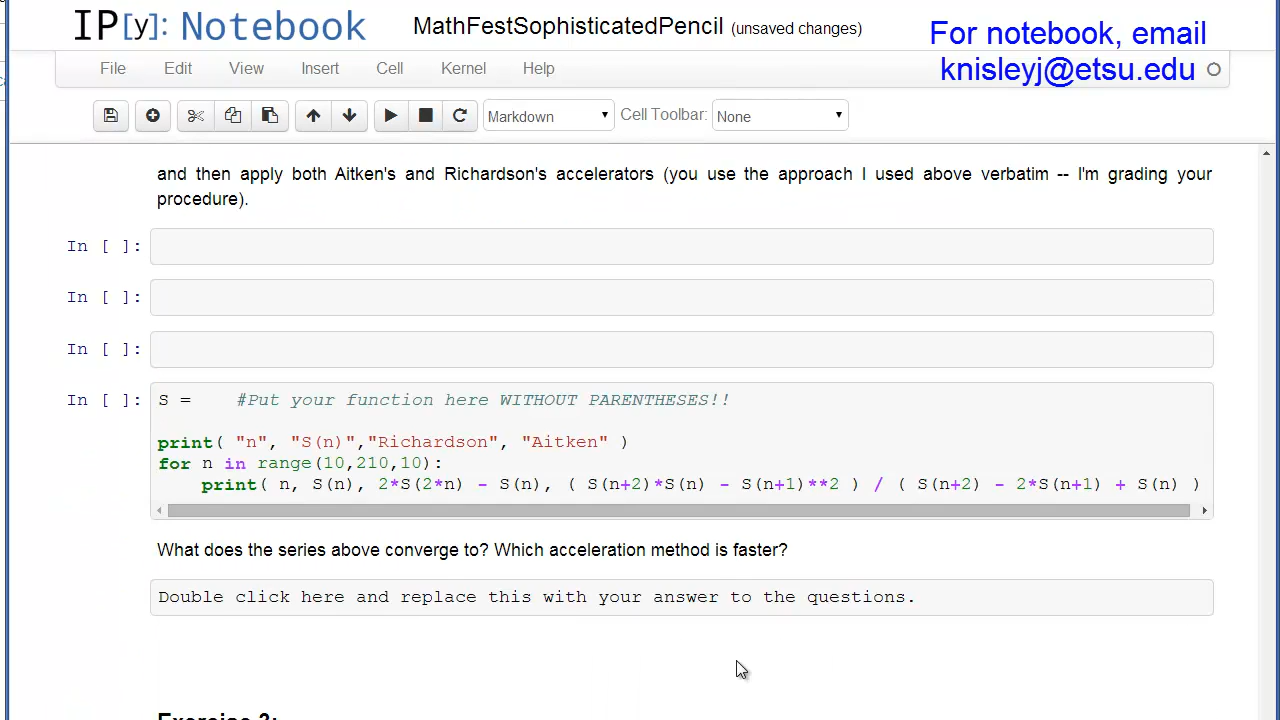 IP[y]: Notebook MathFestSophisticatedPencil (unsaved changes)
For notebook, email
knisleyj@etsu.edu
File Edit View Insert Cell Kernel Help
Markdown Cell Toolbar: None
and then apply both Aitken's and Richardson's accelerators (you use the approach I used above verbatim -- I'm grading your
procedure).
In [ ]:
In [ ]:
In [ ]:
In [ ]: S = #Put your function here WITHOUT PARENTHESES!!
print( "n", "S(n)","Richardson", "Aitken" )
for n in range(10,210,10):
print( n, S(n), 2*S(2*n) - S(n), ( S(n+2)*S(n) - S(n+1)**2 ) / ( S(n+2) - 2*S(n+1) + S(n) )
What does the series above converge to? Which acceleration method is faster?
Double click here and replace this with your answer to the questions.